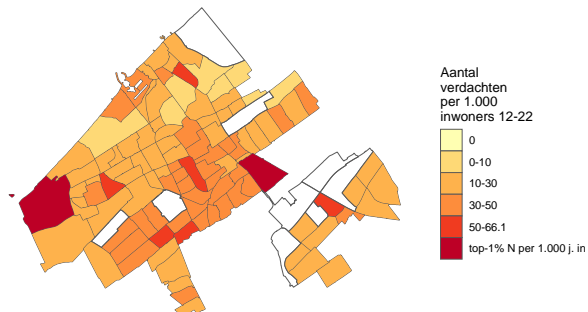 Aantal
verdachten
per 1.000
inwoners 12-22
0
0-10
10-30
30-50
50-66.1
top-1% N per 1.000 j. in